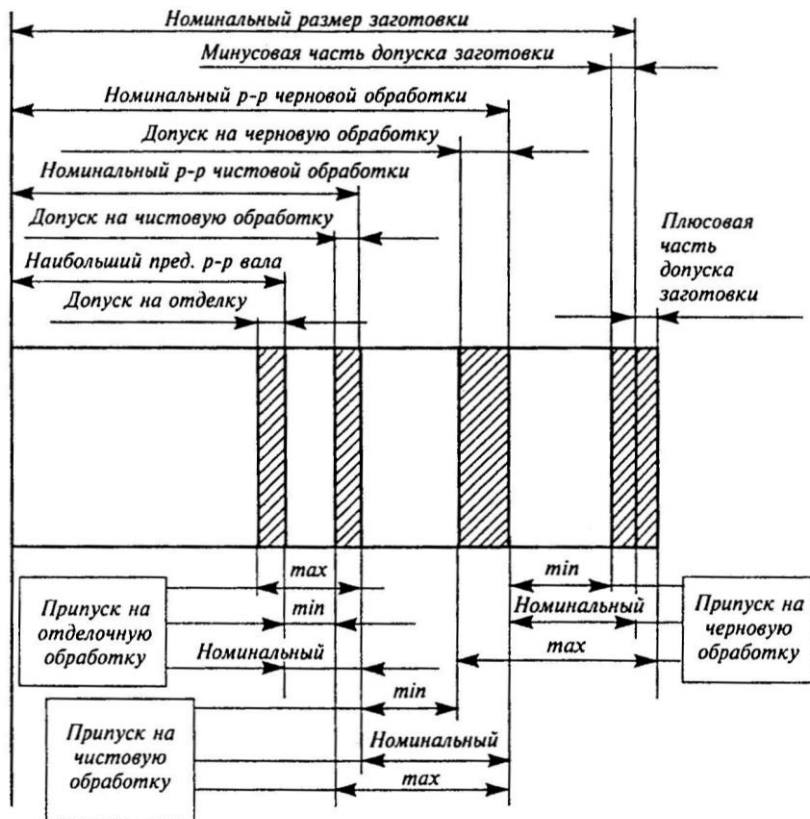 Номинальный размер заготовки
Минусовая часть допуска заготовки
Номинальный р-р черновой обработки
Допуск на черновую обработку
Номинальный р-р чистовой обработки
Допуск на чистовую обработку
Плюсовая
часть
допуска
заготовки
Наибольший пред. р-р вала
Допуск на отделку
max
min
Номинальный
Припуск на
отделочную
обработку
min
Номинальный
max
Припуск на
черновую
обработку
min
Номинальный
max
Припуск на
чистовую
обработку